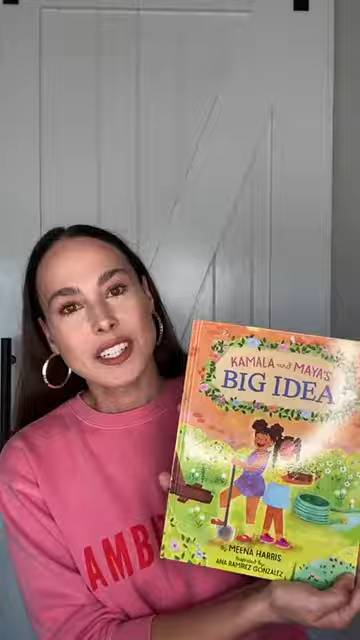 KAMALA and MAYA'S
BIG IDEA
By MEENA HARRIS
Illustrated by
ANA RAMÍREZ GONZÁLEZ
AMB